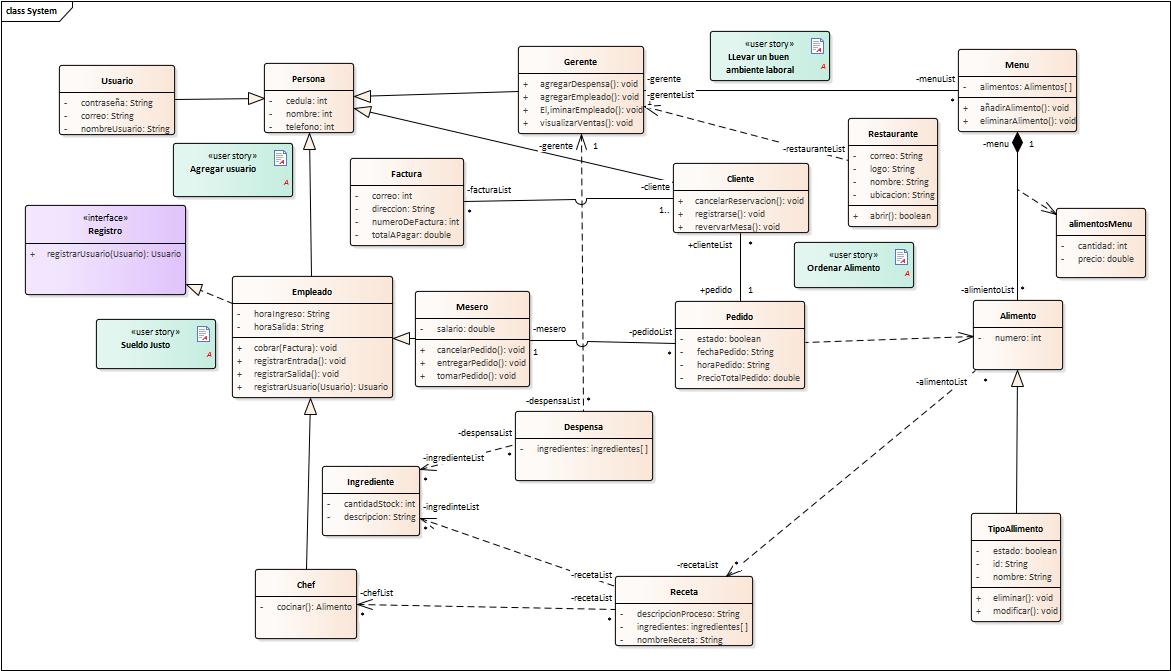 class System
Usuario
- contraseña: String
- correo: String
- nombreUsuario: String
Persona
- cedula: int
- nombre: int
- telefono: int
Gerente
+ agregarDespensa(): void
+ agregarEmpleado(): void
+ El,iminarEmpleado(): void
+ visualizarVentas(): void
«user story»
LLevar un buen
ambiente laboral
A
Menu
- alimentos: Alimentos[ ]
+ añadirAlimento(): void
+ eliminarAlimento(): void
-gerente
-gerenteList
-menuList
*
-restauranteList
Restaurante
- correo: String
- logo: String
- nombre: String
- ubicacion: String
+ abrir(): boolean
-menu 1
«user story»
Agregar usuario
A
-gerente 1
Factura
- correo: int
- direccion: String
- numeroDeFactura: int
- totalAPagar: double
-facturaList
*
-cliente
1..
Cliente
+ cancelarReservacion(): void
+ registrarse(): void
+ revervarMesa(): void
+clienteList *
alimentosMenu
- cantidad: int
- precio: double
«interface»
Registro
+ registrarUsuario(Usuario): Usuario
«user story»
Ordenar Alimento
A
+pedido 1
-alimientoList *
Empleado
- horaIngreso: String
- horaSalida: String
+ cobrar(Factura): void
+ registrarEntrada(): void
+ registrarSalida(): void
+ registrarUsuario(Usuario): Usuario
Mesero
- salario: double
+ cancelarPedido(): void
+ entregarPedido(): void
+ tomarPedido(): void
-mesero
1
-pedidoList
*
Pedido
- estado: boolean
- fechaPedido: String
- horaPedido: String
- PrecioTotalPedido: double
Alimento
- numero: int
«user story»
Sueldo Justo
A
-alimentoList *
-despensaList *
Despensa
- ingredientes: ingredientes[ ]
-despensaList
*
-ingredienteList
*
Ingrediente
- cantidadStock: int
- descripcion: String
-ingredinteList
*
TipoAllimento
- estado: boolean
- id: String
- nombre: String
+ eliminar(): void
+ modificar(): void
-recetaList *
-recetaList
Chef
- cocinar(): Alimento
-chefList
*
-recetaList
*
Receta
- descripcionProceso: String
- ingredientes: ingredientes[ ]
- nombreReceta: String